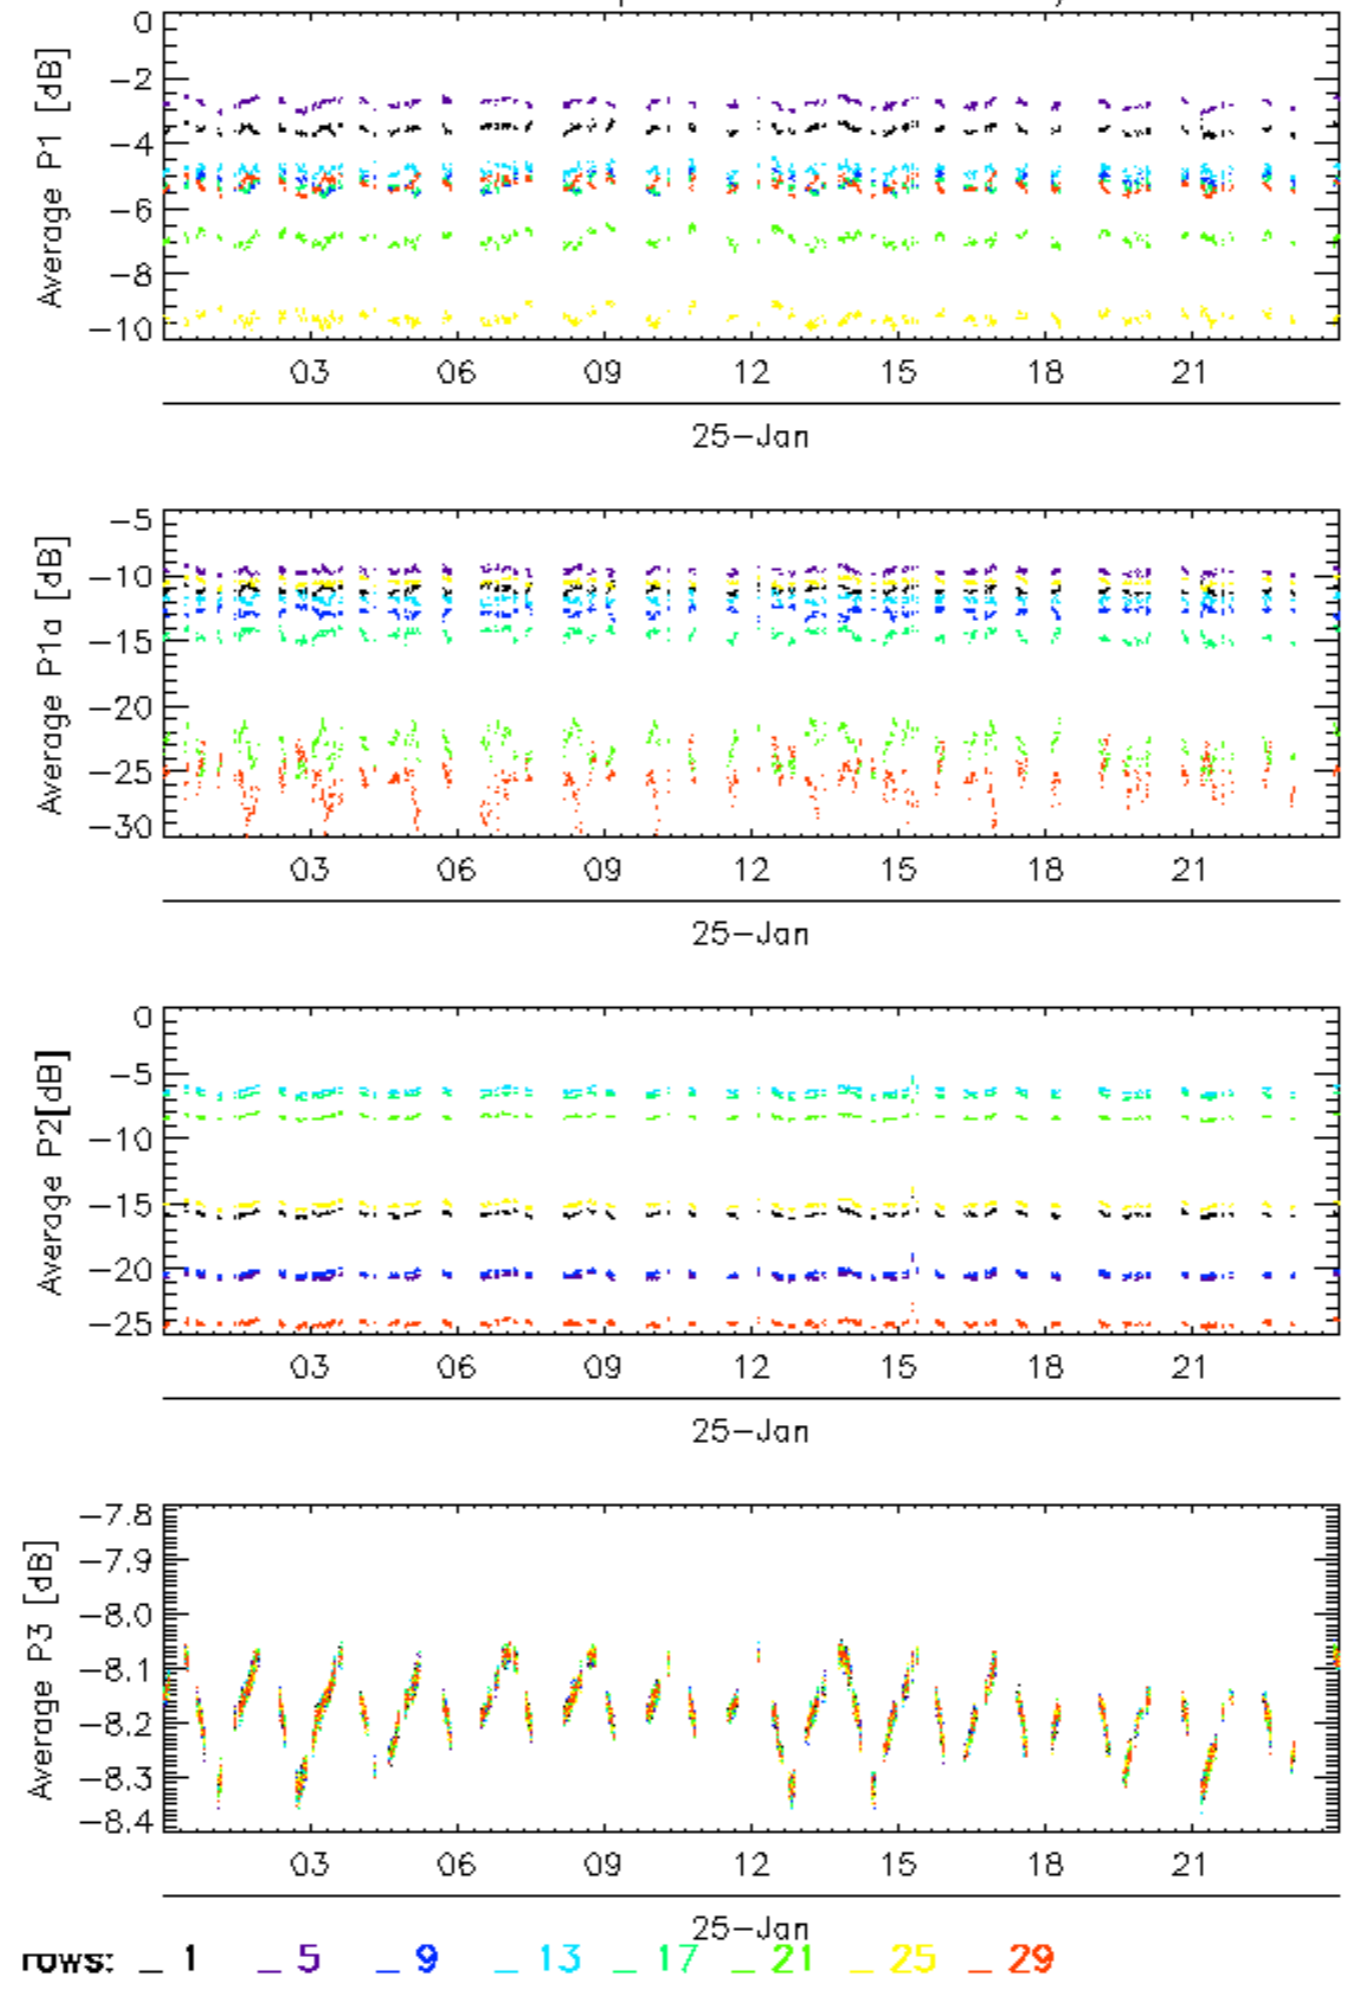 0
−2
−4
−6
−8
−10
Average P1 [dB]
03 06 09 12 15 18 21
25−Jan
−5
−10
−15
−20
−25
−30
Average P1a [dB]
03 06 09 12 15 18 21
25−Jan
0
−5
−10
−15
−20
−25
Average P2[dB]
03 06 09 12 15 18 21
25−Jan
−7.8
−7.9
−8.0
−8.1
−8.2
−8.3
−8.4
Average P3 [dB]
03 06 09 12 15 18 21
25−Jan
rows: _ 1 _ 5 _ 9 _ 13 _ 17 _ 21 _ 25 _ 29